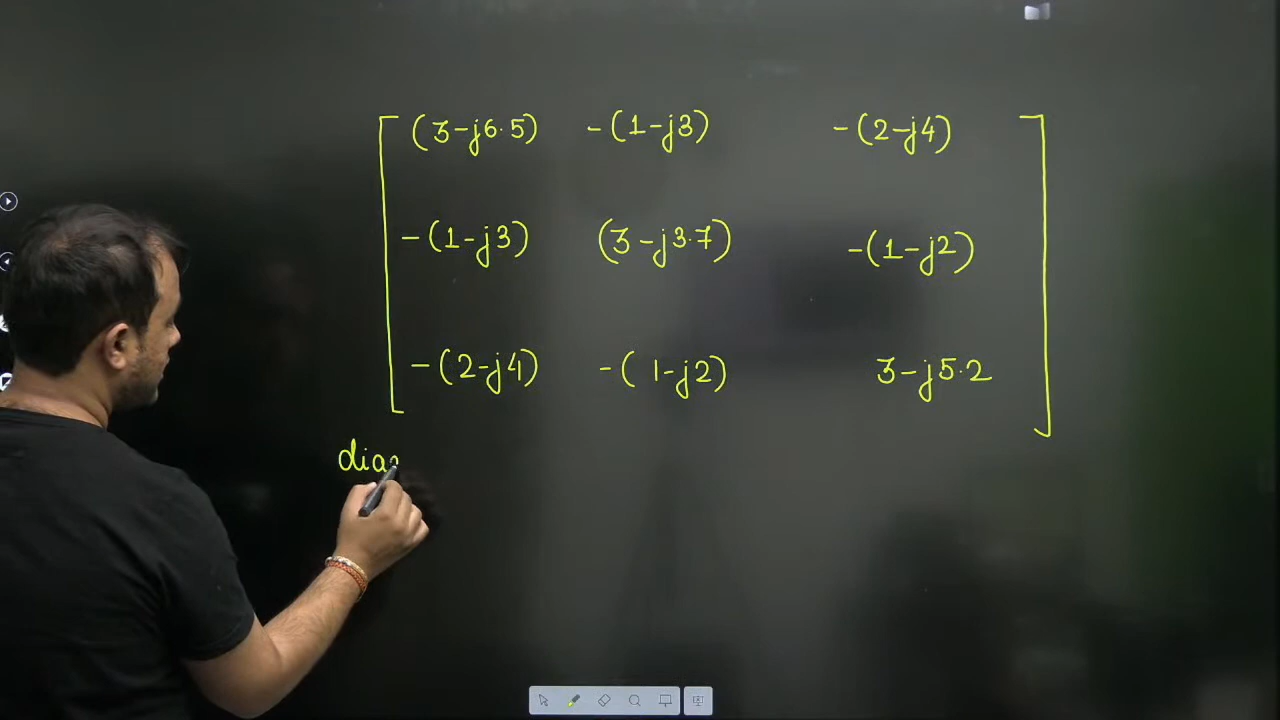 (3-j6.5) -(1-j3) -(2-j4)
-(1-j3) (3-j3.7) -(1-j2)
-(2-j4) -(1-j2) 3-j5.2
dia